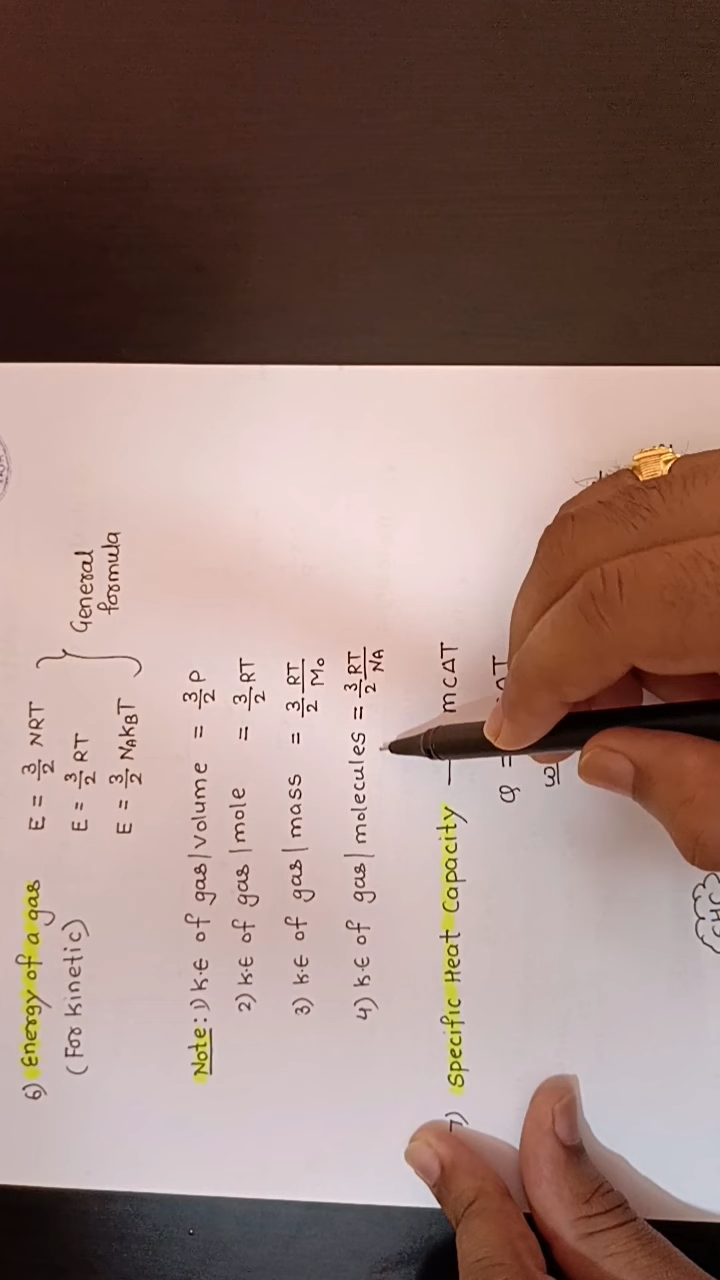 6) Energy of a gas E = 3/2 NRT
(For kinetic) E = 3/2 RT
E = 3/2 NAKBT
General
formula
Note: 1) K.E of gas/volume = 3/2 P
2) K.E of gas/mole = 3/2 RT
3) K.E of gas/mass = 3/2 RT/Mo
4) K.E of gas/molecules = 3/2 RT/NA
7) Specific Heat Capacity — mCΔT
Q =